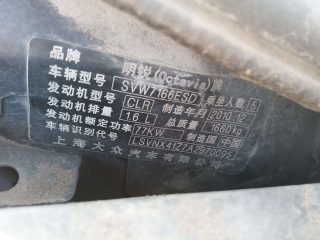 品牌 明锐(Octavia)牌
车辆型号 SVW7166ESD 乘坐人数 5
发动机型号 CLR 制造年月 2010.12
发动机排量 1.6 L 总质量 1660kg
发动机额定功率 77KW 制造国 中国
车辆识别代号
上海大众汽车有限公司